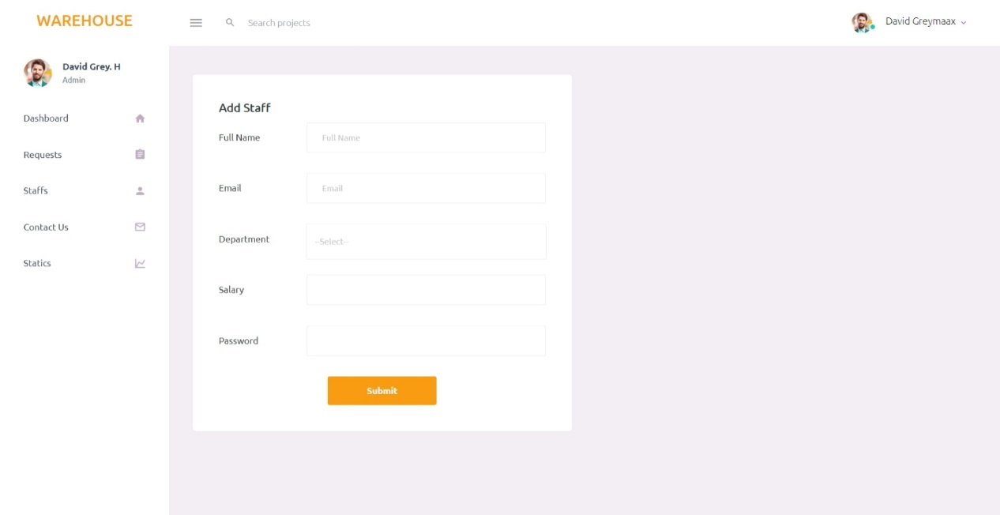 WAREHOUSE
Search projects
David Greymaax
David Grey. H
Admin
Dashboard
Requests
Staffs
Contact Us
Statics
Add Staff
Full Name
Full Name
Email
Email
Department
--Select--
Salary
Password
Submit